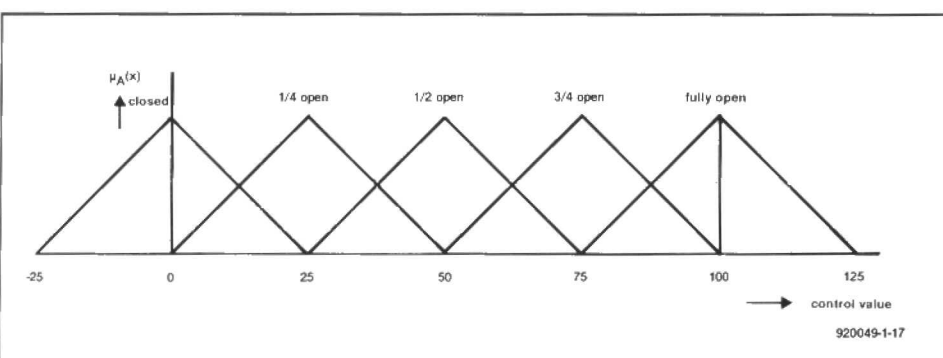 μA(x)
closed
1/4 open
1/2 open
3/4 open
fully open
-25
0
25
50
75
100
125
control value
920049-1-17